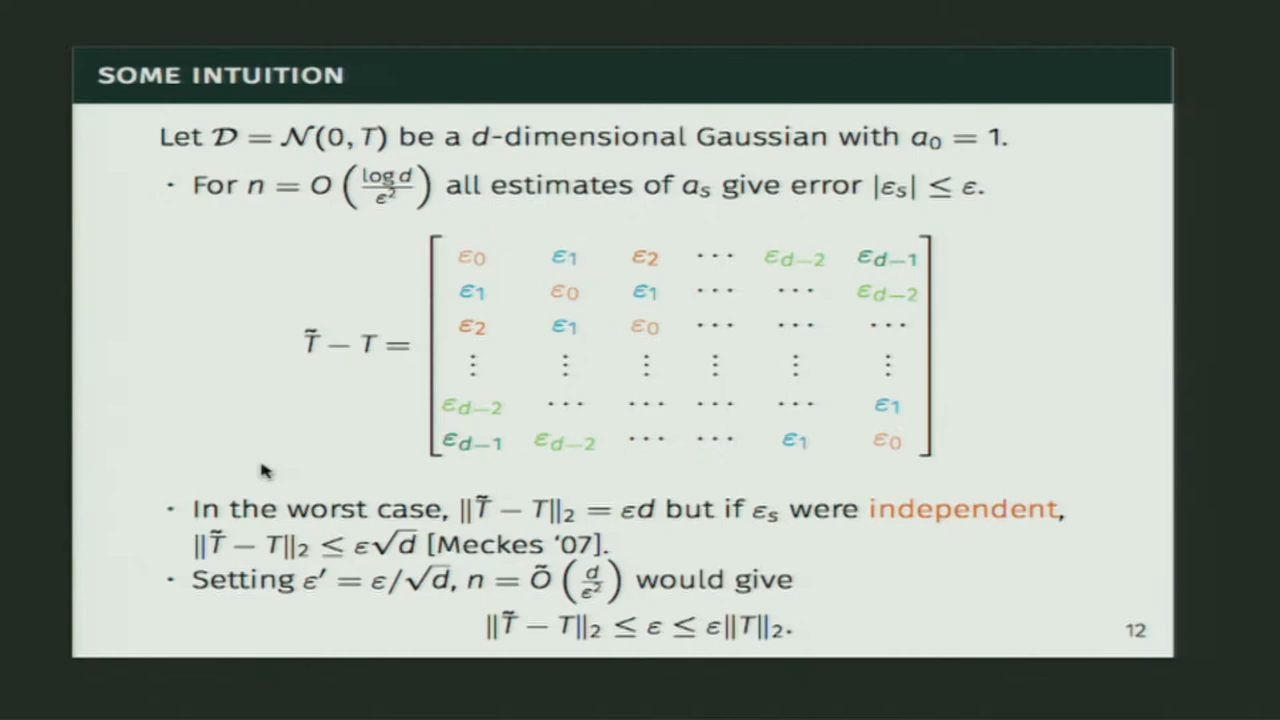 SOME INTUITION
Let 𝒟 = 𝒩(0, T) be a d-dimensional Gaussian with a₀ = 1.
· For n = O (log d / ε²) all estimates of aₛ give error |εₛ| ≤ ε.
ε₀ ε₁ ε₂ ⋯ ε_{d−2} ε_{d−1}
ε₁ ε₀ ε₁ ⋯ ⋯ ε_{d−2}
ε₂ ε₁ ε₀ ⋯ ⋯ ⋯
T̃ − T =
⋮ ⋮ ⋮ ⋮ ⋮ ⋮
ε_{d−2} ⋯ ⋯ ⋯ ⋯ ε₁
ε_{d−1} ε_{d−2} ⋯ ⋯ ε₁ ε₀
· In the worst case, ‖T̃ − T‖₂ = εd but if εₛ were independent,
‖T̃ − T‖₂ ≤ ε√d [Meckes ‘07].
· Setting ε′ = ε/√d, n = Õ (d / ε²) would give
‖T̃ − T‖₂ ≤ ε ≤ ε‖T‖₂.
12